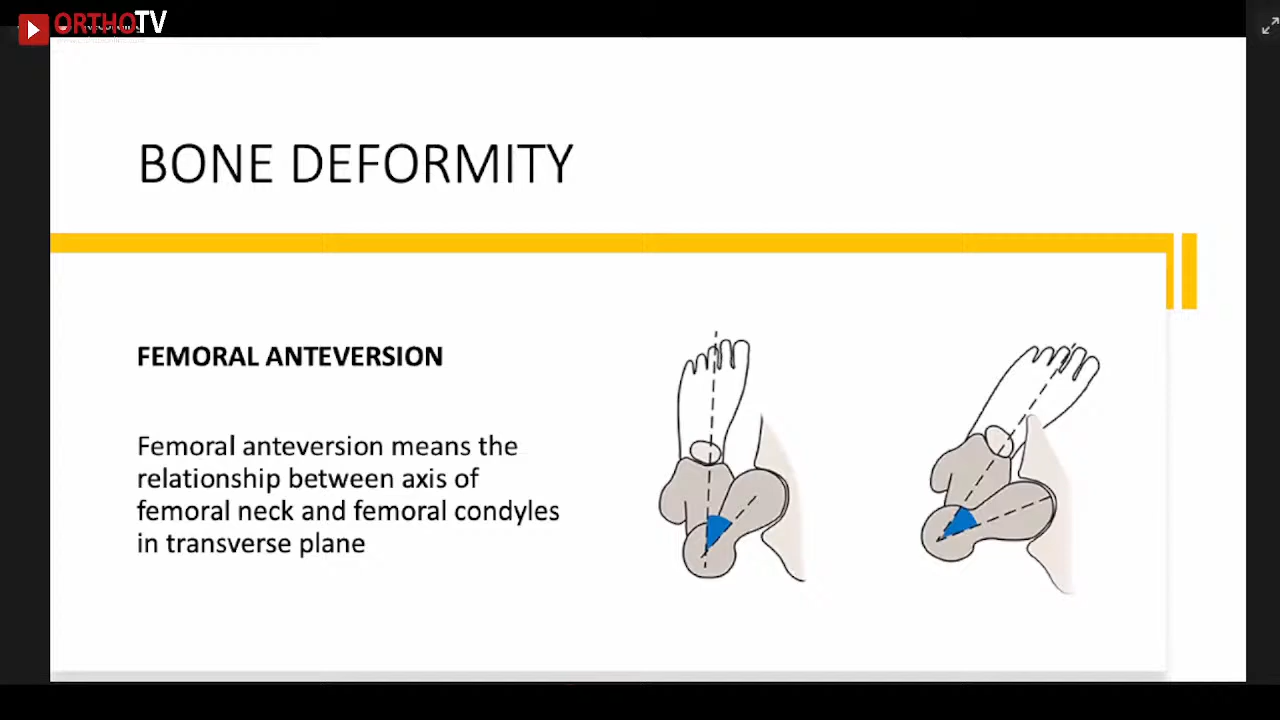 ORTHOTV
BONE DEFORMITY
FEMORAL ANTEVERSION
Femoral anteversion means the
relationship between axis of
femoral neck and femoral condyles
in transverse plane